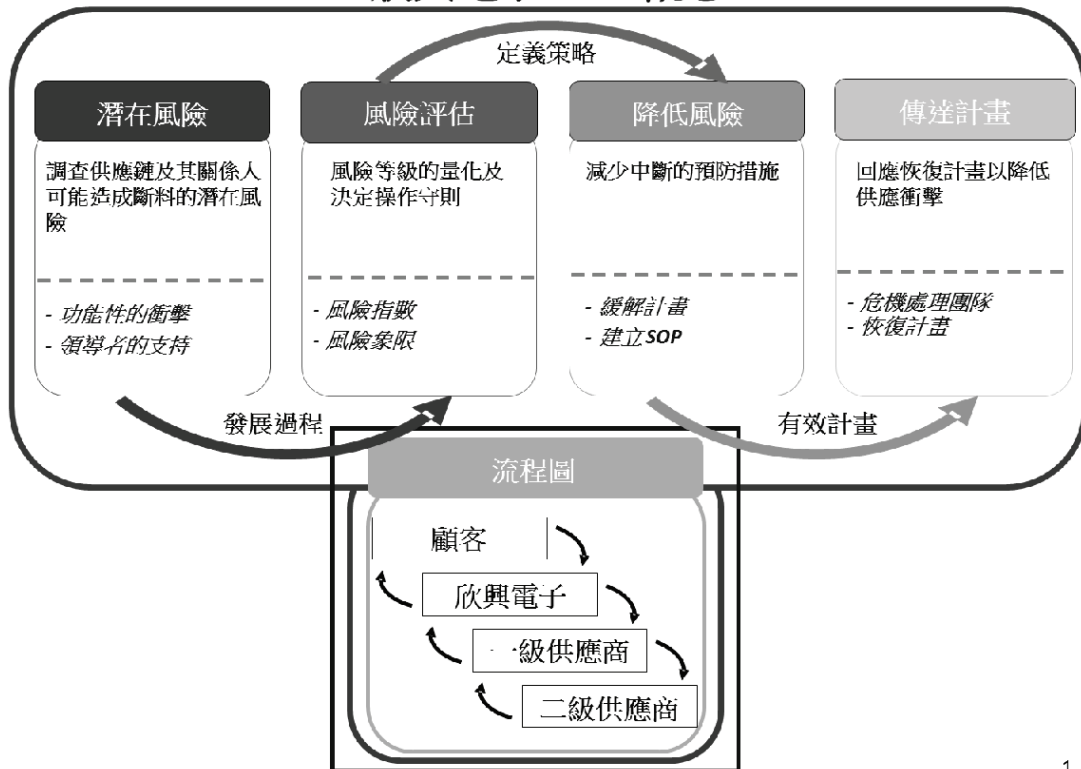 定義策略
潛在風險
調查供應鏈及其關係人
可能造成斷料的潛在風
險
- 功能性的衝擊
- 領導者的支持
風險評估
風險等級的量化及
決定操作守則
- 風險指數
- 風險象限
降低風險
減少中斷的預防措施
- 緩解計畫
- 建立SOP
傳達計畫
回應恢復計畫以降低
供應衝擊
- 危機處理團隊
- 恢復計畫
發展過程
有效計畫
流程圖
顧客
欣興電子
一級供應商
二級供應商
1